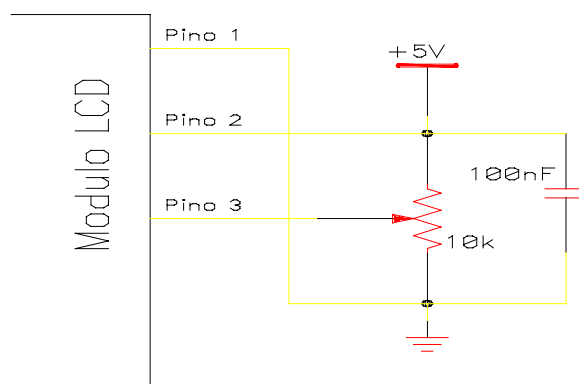 Pino 1
+5V
Modulo LCD
Pino 2
100nF
Pino 3
10k